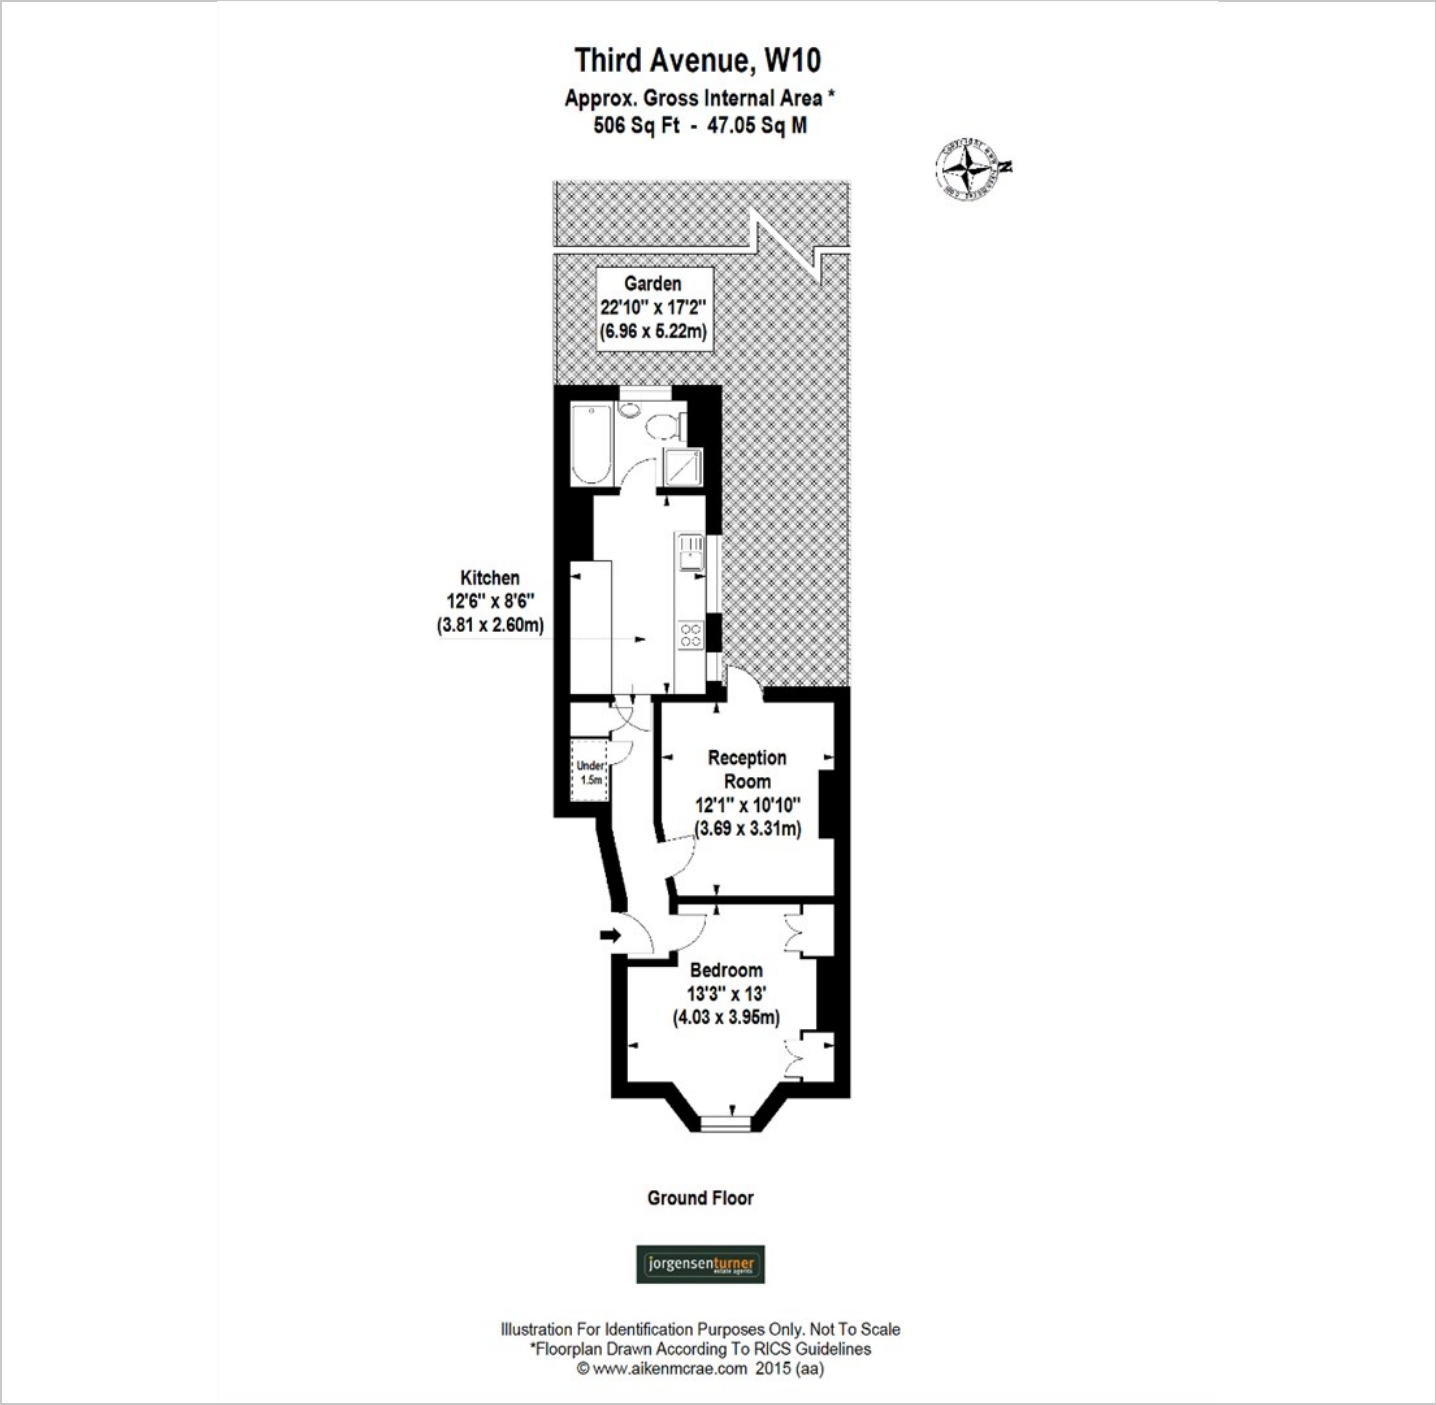 Third Avenue, W10
Approx. Gross Internal Area *
506 Sq Ft - 47.05 Sq M
N
Garden
22'10" x 17'2"
(6.96 x 5.22m)
Kitchen
12'6" x 8'6"
(3.81 x 2.60m)
Under
1.5m
Reception
Room
12'1" x 10'10"
(3.69 x 3.31m)
Bedroom
13'3" x 13'
(4.03 x 3.95m)
Ground Floor
jorgensenturner
estate agents
Illustration For Identification Purposes Only. Not To Scale
*Floorplan Drawn According To RICS Guidelines
© www.aikenmcrae.com 2015 (aa)